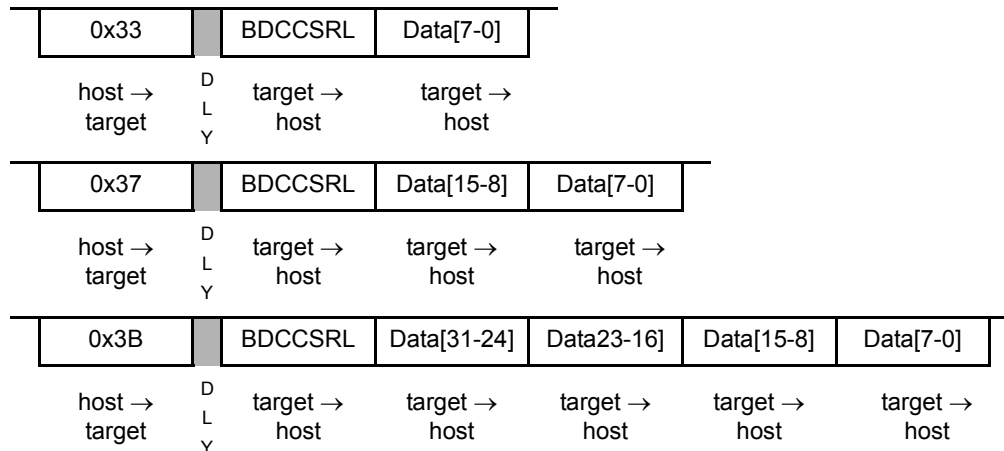 0x33 BDCCSRL Data[7-0]
host → D target → target →
target L host host
Y
0x37 BDCCSRL Data[15-8] Data[7-0]
host → D target → target → target →
target L host host host
Y
0x3B BDCCSRL Data[31-24] Data23-16] Data[15-8] Data[7-0]
host → D target → target → target → target → target →
target L host host host host host
Y